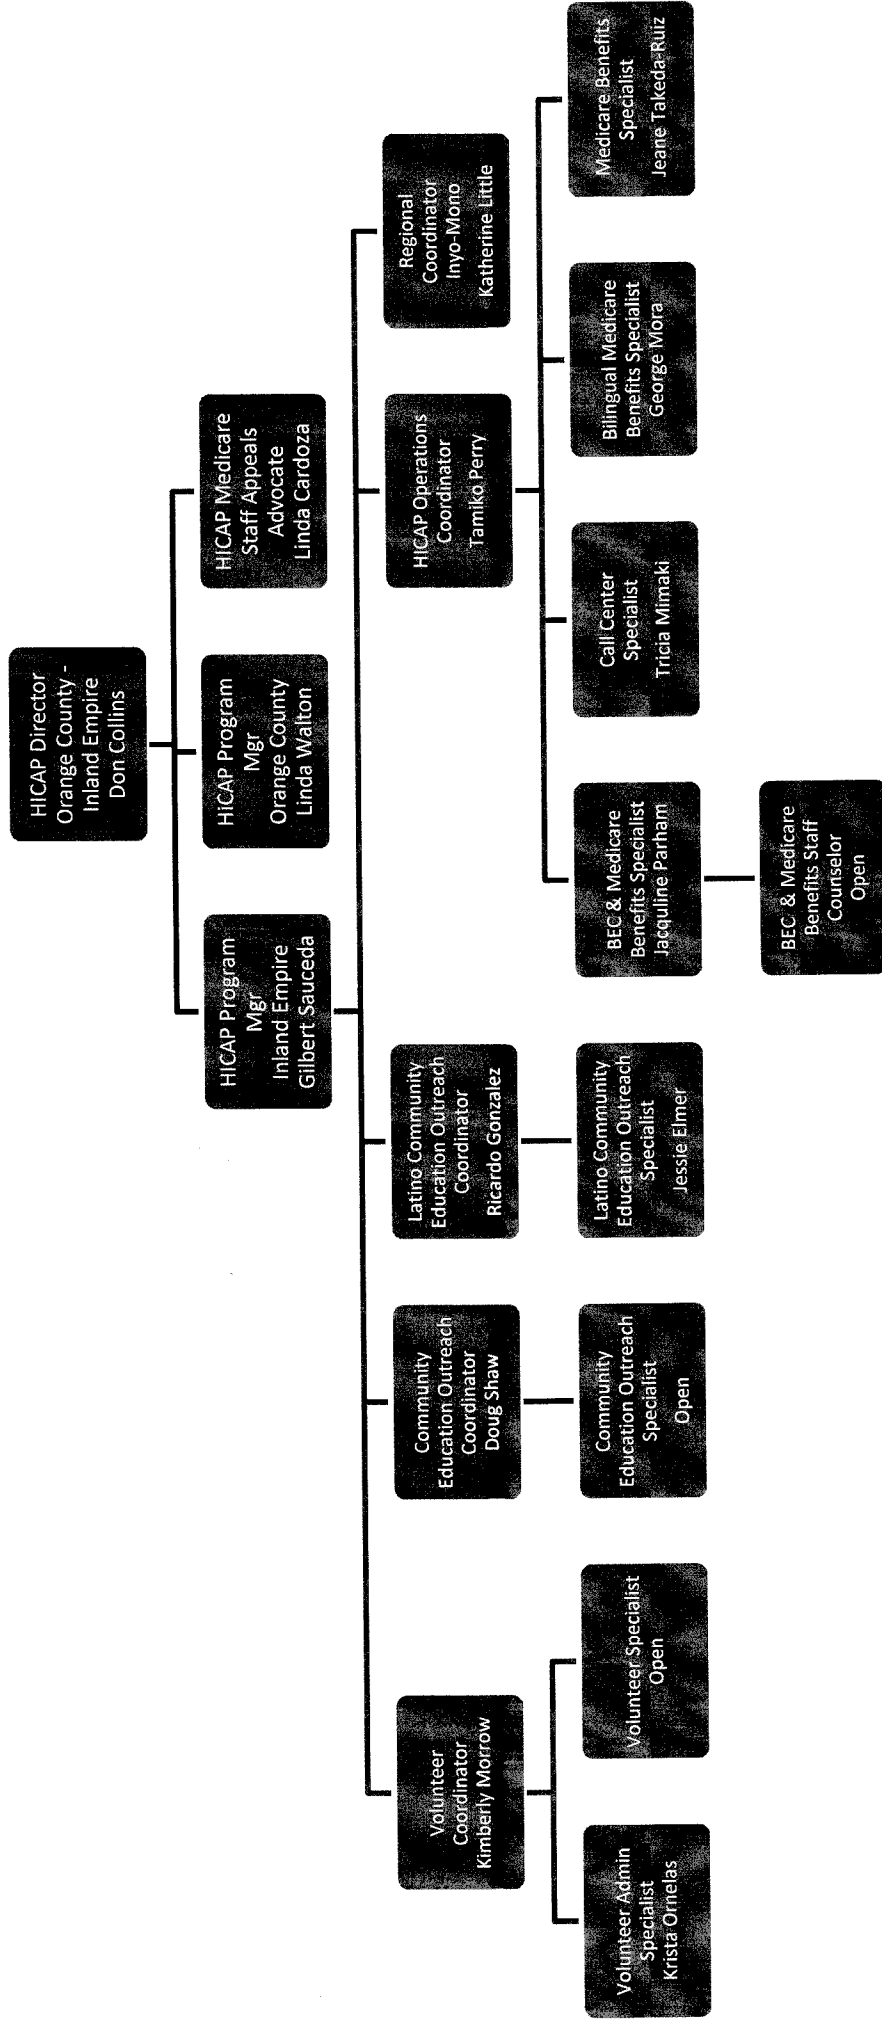 HICAP Director
Orange County -
Inland Empire
Don Collins
HICAP Program
Mgr
Inland Empire
Gilbert Sauceda
HiCAP Program
Mgr
Orange County
Linda Walton
HICAP Medicare
Staff Appeals
Advocate
Linda Cardoza
Volunteer
Coordinator
Kimberly Morrow
Community
Education Outreach
Coordinator
Doug Shaw
Latino Community
Education Outreach
Coordinator
Ricardo Gonzalez
HICAP Operations
Coordinator
Tamiko Perry
Regional
Coordinator
Inyo-Mono
Katherine Little
Volunteer Admin
Specialist
Krista Ornelas
Volunteer Specialist
Open
Community
Education Outreach
Specialist
Open
Latino Community
Education Outreach
Specialist
Jessie Elmer
BEC & Medicare
Benefits Specialist
Jacquline Parham
Call Center
Specialist
Tricia Mimaki
Bilingual Medicare
Benefits Specialist
George Mora
Medicare Benefits
Specialist
Jeane Takeda-Ruiz
BEC & Medicare
Benefits Staff
Counselor
Open